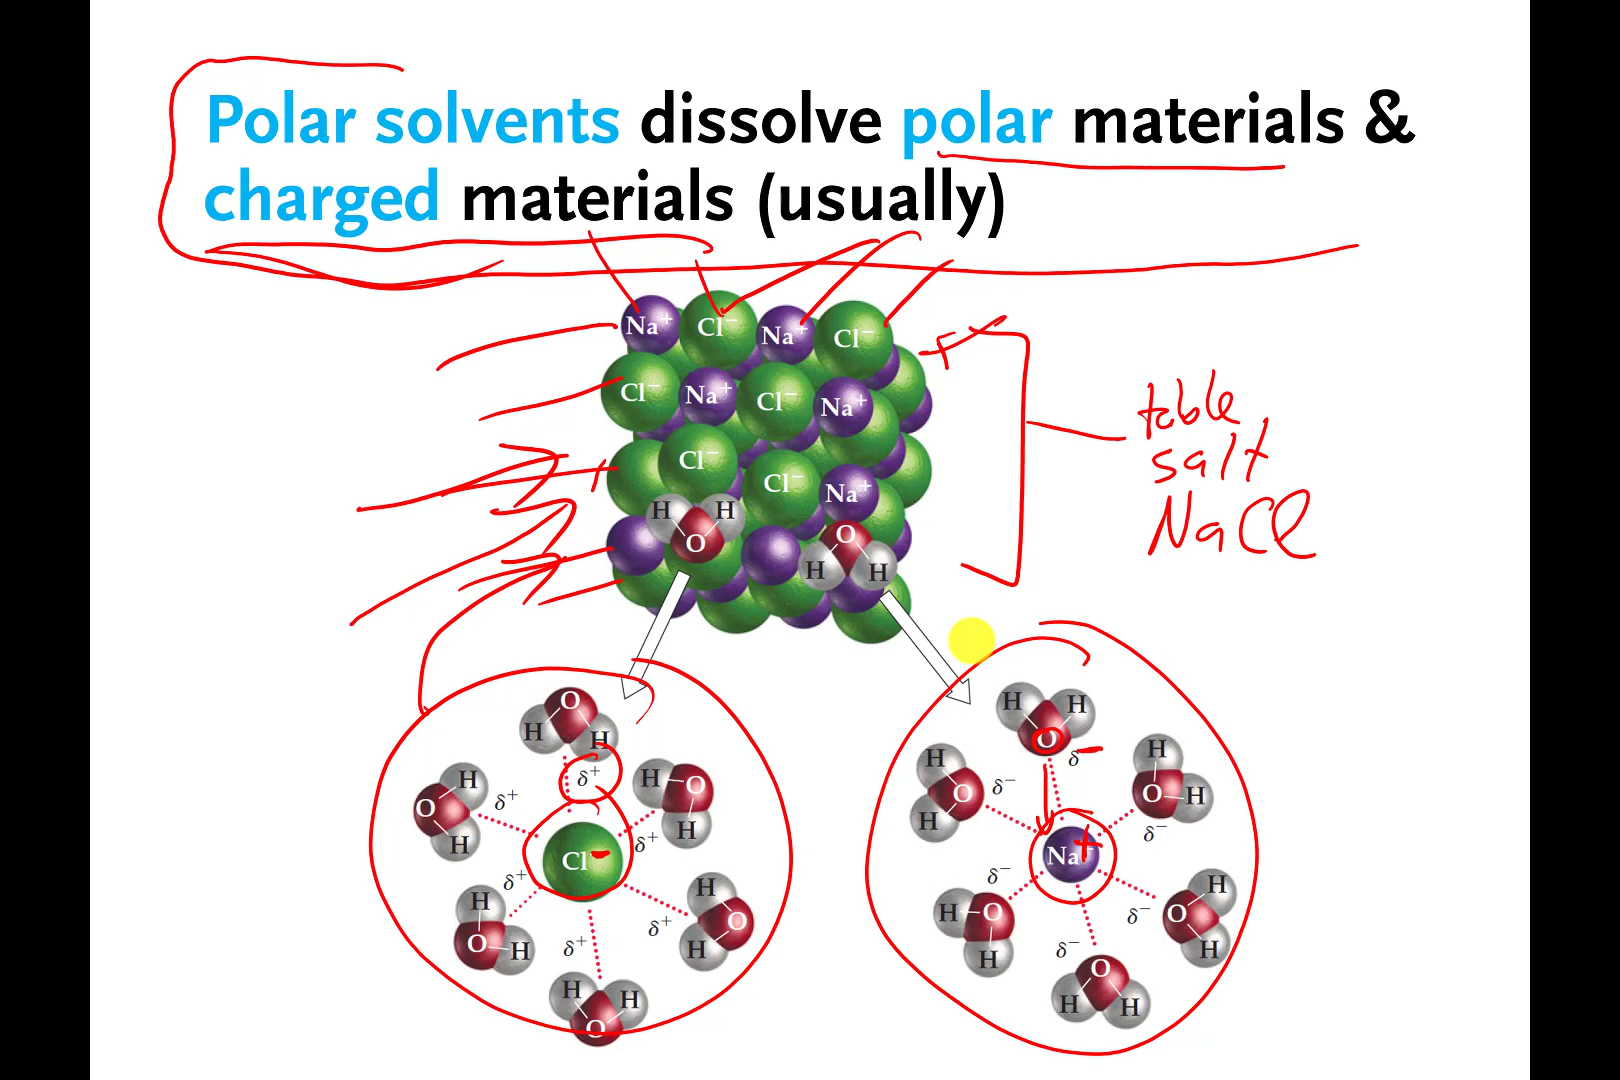 Polar solvents dissolve polar materials &
charged materials (usually)
Na⁺ Cl⁻ Na⁺ Cl⁻
Cl⁻ Na⁺ Cl⁻ Na⁺
Cl⁻ Cl⁻ Na⁺
H H O
O H H
table
salt
NaCl
O H H δ⁺
H O H δ⁺
O H H δ⁺
Cl⁻
H O H δ⁺
H O H δ⁺
H H O δ⁺
H H O δ⁻
H O H δ⁻
H O H δ⁻
Na⁺
H O H δ⁻
H O H δ⁻
O H H δ⁻